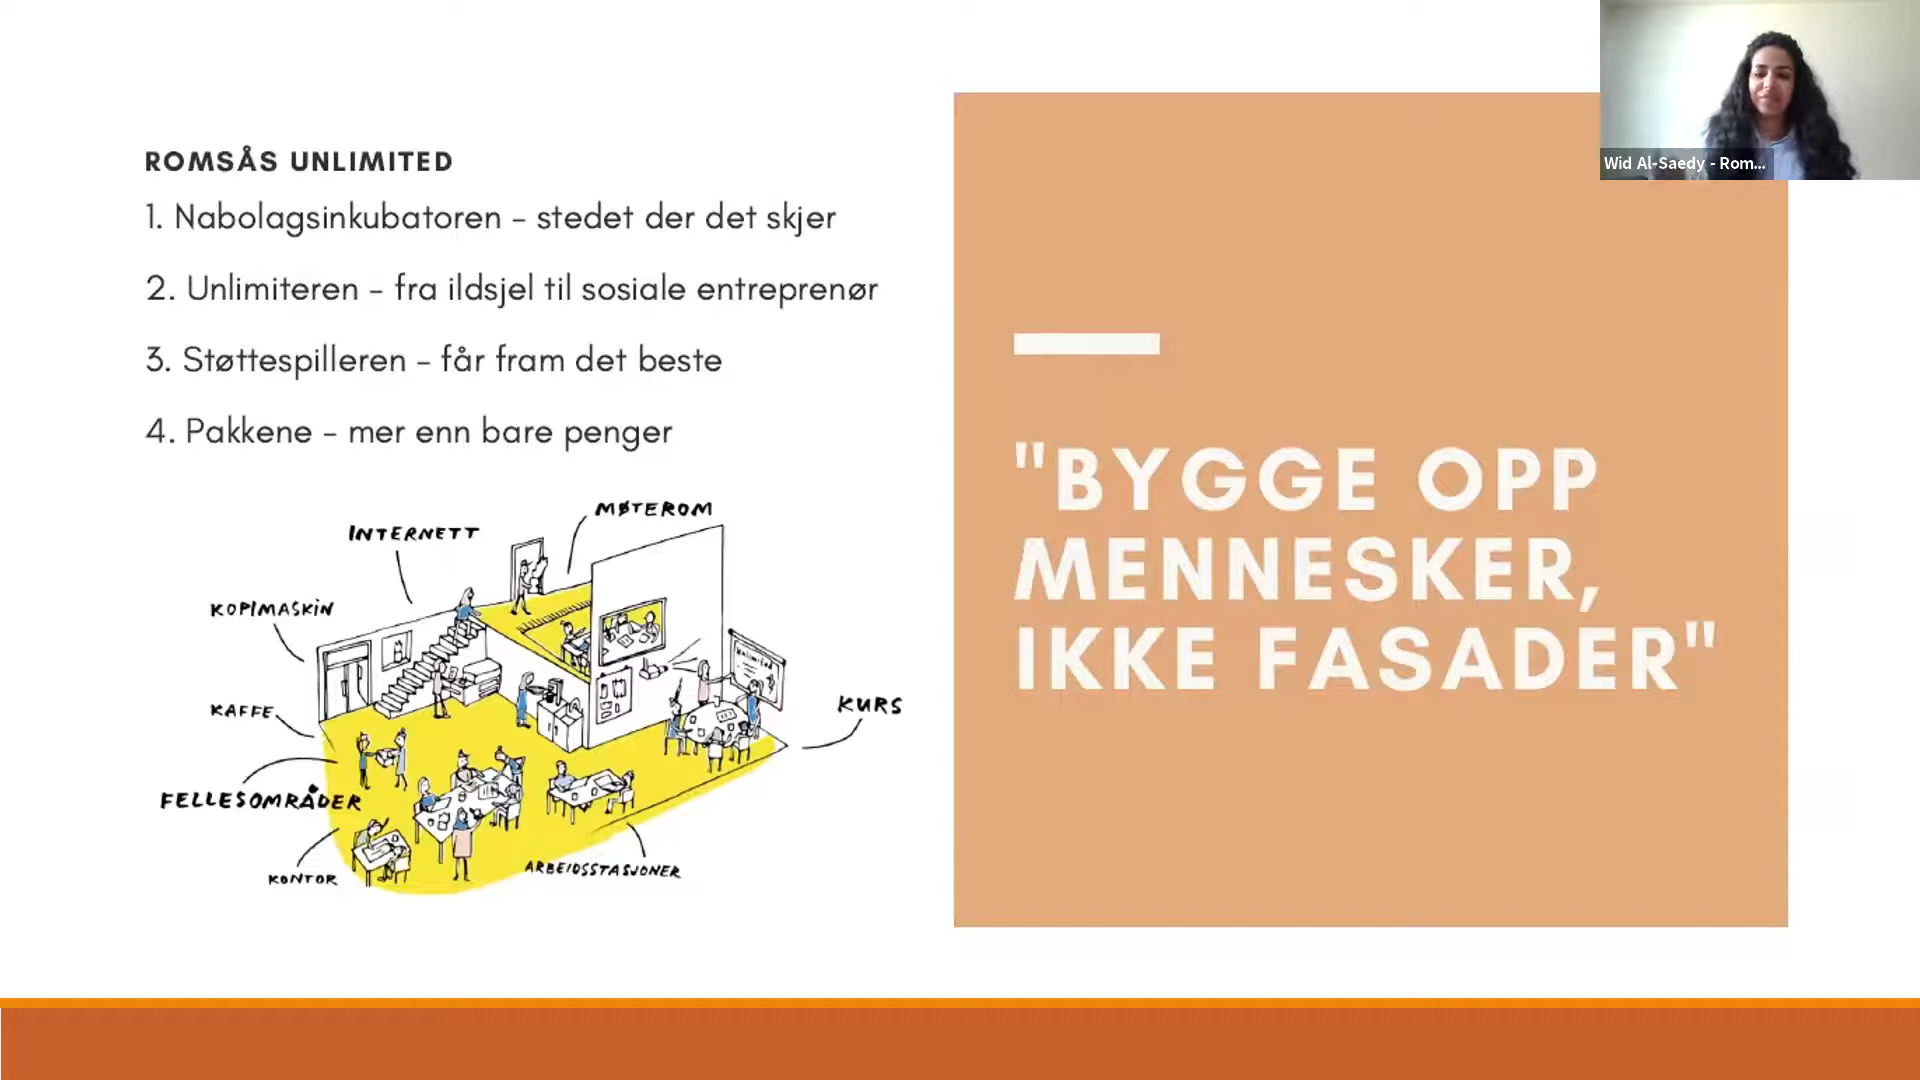 ROMSÅS UNLIMITED
1. Nabolagsinkubatoren – stedet der det skjer
2. Unlimiteren – fra ildsjel til sosiale entreprenør
3. Støttespilleren – får fram det beste
4. Pakkene – mer enn bare penger
MØTEROM
INTERNETT
KOPIMASKIN
KAFFE
KURS
FELLESOMRÅDER
KONTOR
ARBEIDSSTASJONER
Unlimited
"BYGGE OPP
MENNESKER,
IKKE FASADER"
Wid Al-Saedy - Rom...